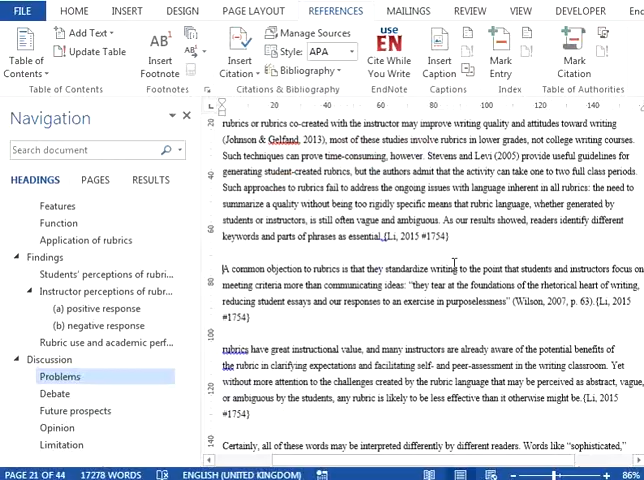 FILE HOME INSERT DESIGN PAGE LAYOUT REFERENCES MAILINGS REVIEW VIEW DEVELOPER
Add Text
Update Table
Table of
Contents
Table of Contents
AB¹
Insert
Footnote
Footnotes
Insert
Citation
Manage Sources
Style: APA
Bibliography
Citations & Bibliography
use
EN
Cite While
You Write
EndNote
Insert
Caption
Captions
Mark
Entry
Index
Mark
Citation
Table of Authorities
Navigation
Search document
HEADINGS PAGES RESULTS
Features
Function
Application of rubrics
Findings
Students' perceptions of rubri...
Instructor perceptions of rubri...
(a) positive response
(b) negative response
Rubric use and academic perf...
Discussion
Problems
Debate
Future prospects
Opinion
Limitation
20 40 60 80 100 120 140
20 40 60 80 100 120 140
rubrics or rubrics co-created with the instructor may improve writing quality and attitudes toward writing
(Johnson & Gelfand, 2013), most of these studies involve rubrics in lower grades, not college writing courses.
Such techniques can prove time-consuming, however. Stevens and Levi (2005) provide useful guidelines for
generating student-created rubrics, but the authors admit that the activity can take one to two full class periods.
Such approaches to rubrics fail to address the ongoing issues with language inherent in all rubrics: the need to
summarize a quality without being too rigidly specific means that rubric language, whether generated by
students or instructors, is still often vague and ambiguous. As our results showed, readers identify different
keywords and parts of phrases as essential.{Li, 2015 #1754}
A common objection to rubrics is that they standardize writing to the point that students and instructors focus on
meeting criteria more than communicating ideas: “they tear at the foundations of the rhetorical heart of writing,
reducing student essays and our responses to an exercise in purposelessness” (Wilson, 2007, p. 63).{Li, 2015
#1754}
rubrics have great instructional value, and many instructors are already aware of the potential benefits of
the rubric in clarifying expectations and facilitating self- and peer-assessment in the writing classroom. Yet
without more attention to the challenges created by the rubric language that may be perceived as abstract, vague,
or ambiguous by the students, any rubric is likely to be less effective than it otherwise might be.{Li, 2015
#1754}
Certainly, all of these words may be interpreted differently by different readers. Words like “sophisticated,”
PAGE 21 OF 44 17278 WORDS ENGLISH (UNITED KINGDOM) 86%